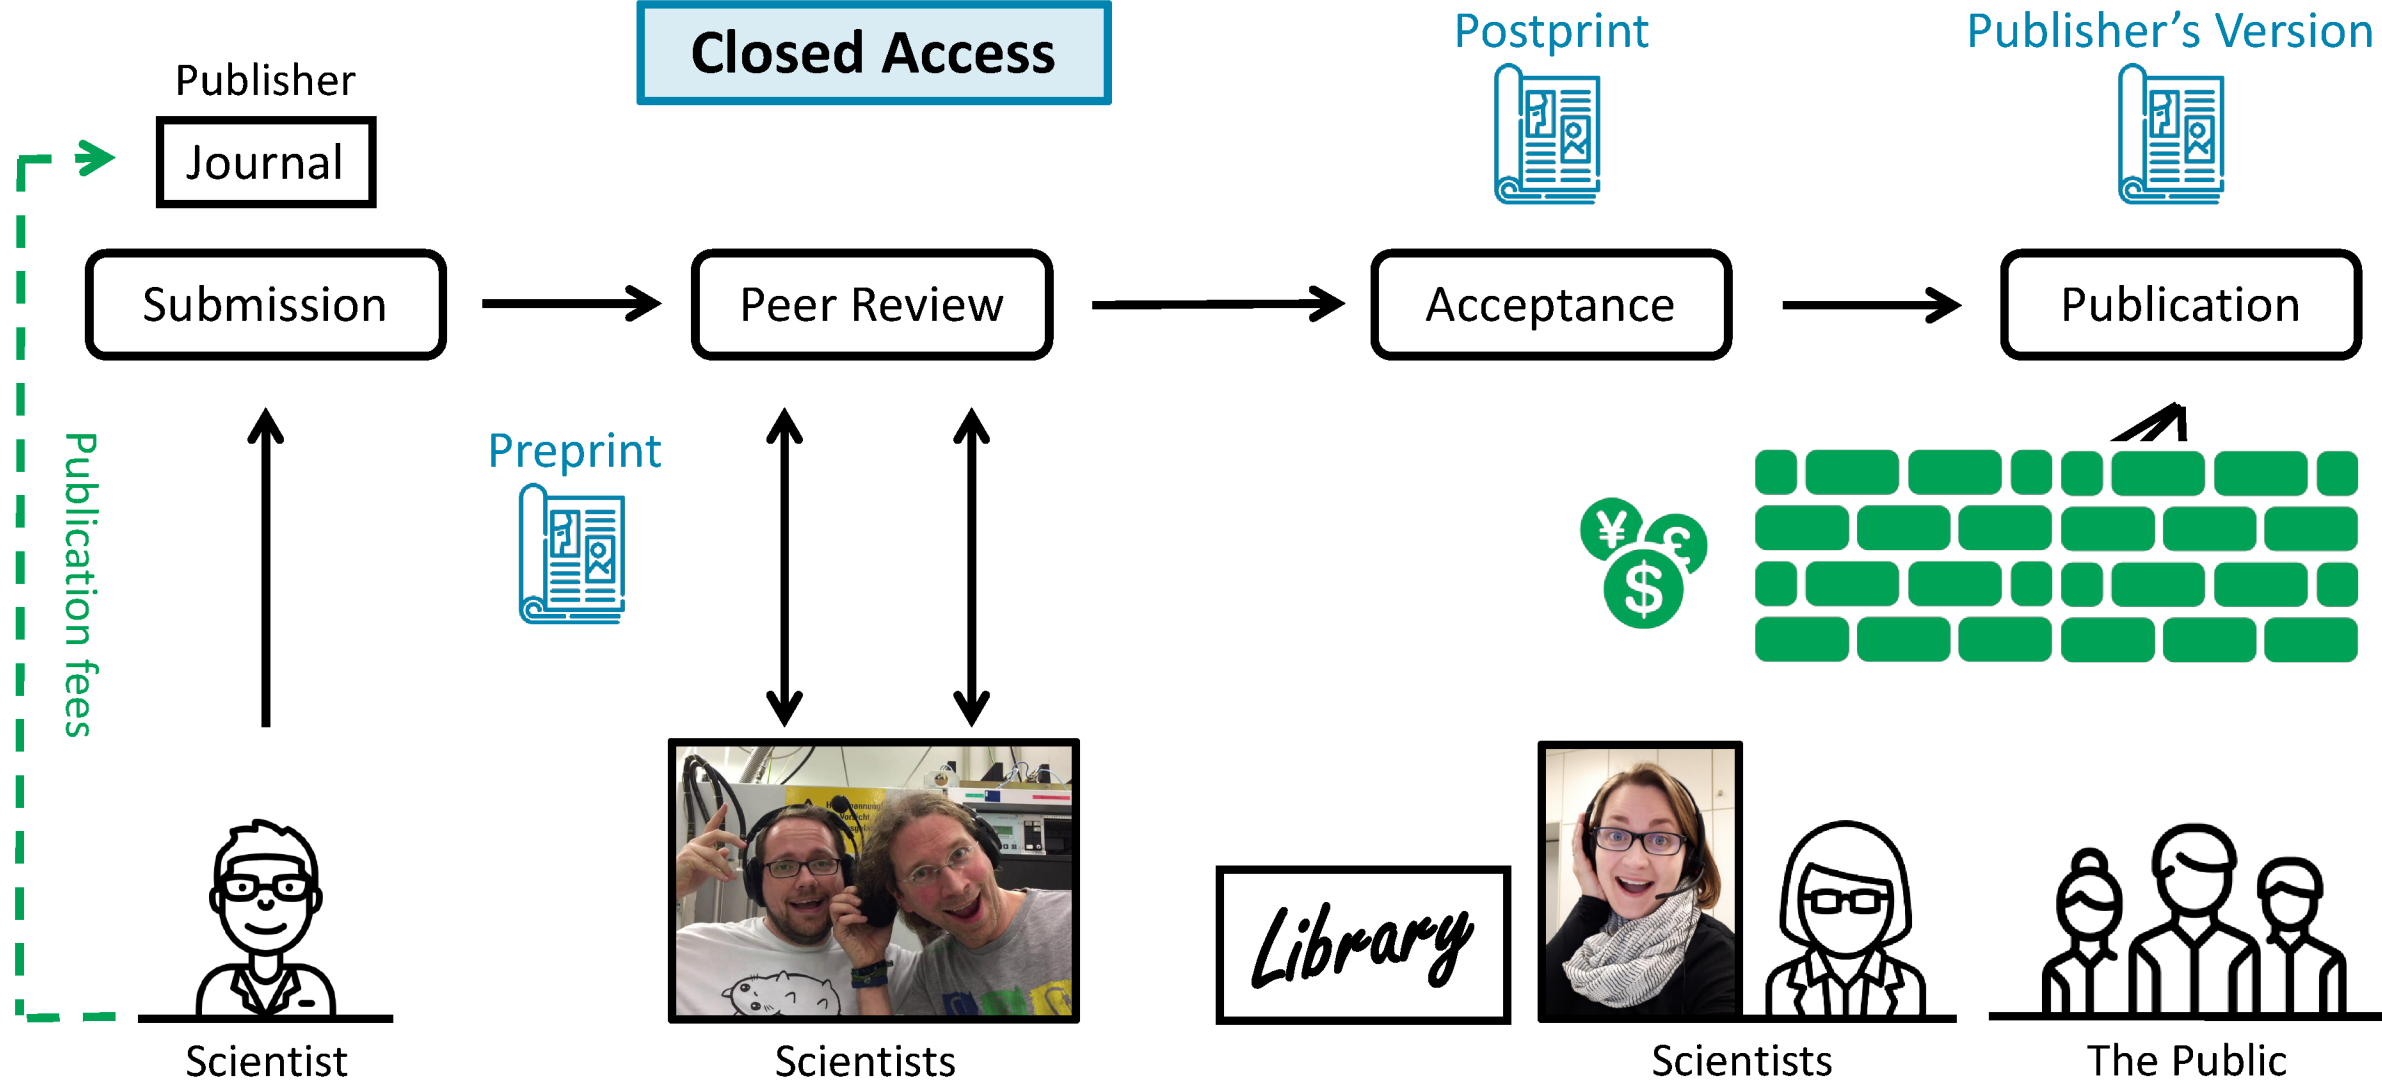 Closed Access
Postprint
Publisher's Version
Publisher
Journal
Submission
Peer Review
Acceptance
Publication
Publication fees
Preprint
¥
£
$
Library
Scientist
Scientists
Scientists
The Public